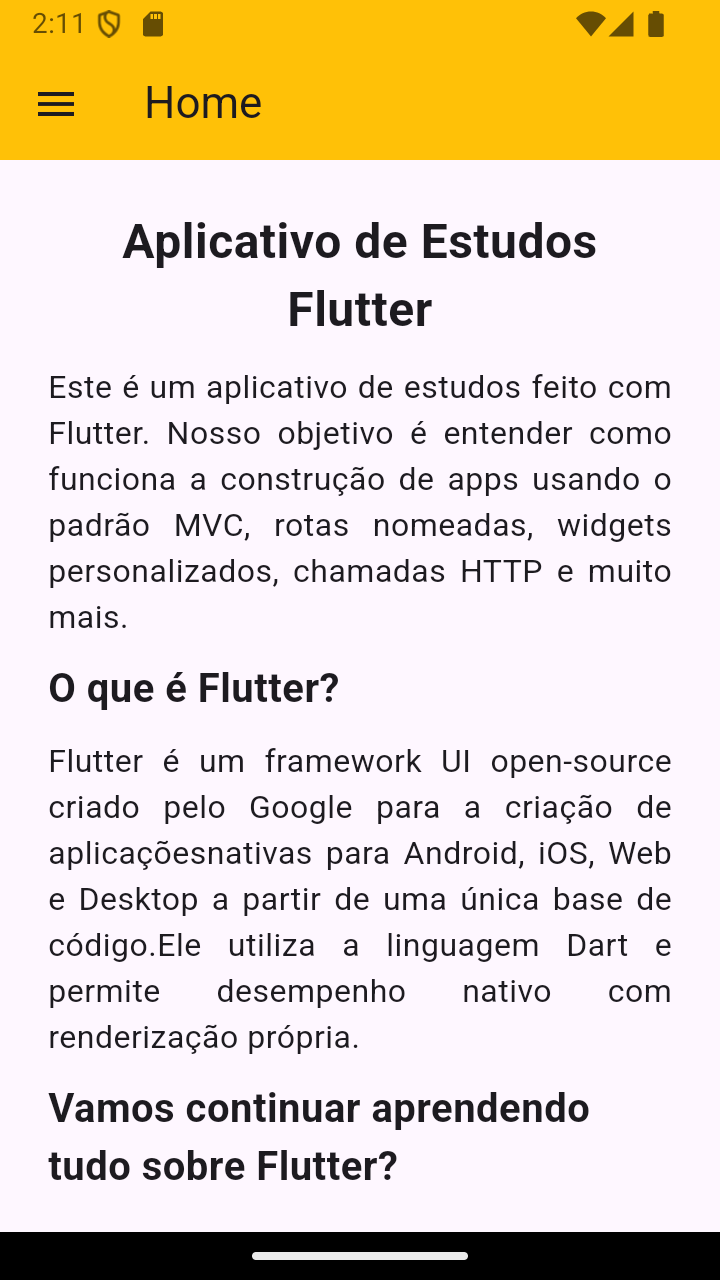 2:11
Home
Aplicativo de Estudos
Flutter
Este é um aplicativo de estudos feito com
Flutter. Nosso objetivo é entender como
funciona a construção de apps usando o
padrão MVC, rotas nomeadas, widgets
personalizados, chamadas HTTP e muito
mais.
O que é Flutter?
Flutter é um framework UI open-source
criado pelo Google para a criação de
aplicaçõesnativas para Android, iOS, Web
e Desktop a partir de uma única base de
código.Ele utiliza a linguagem Dart e
permite desempenho nativo com
renderização própria.
Vamos continuar aprendendo
tudo sobre Flutter?